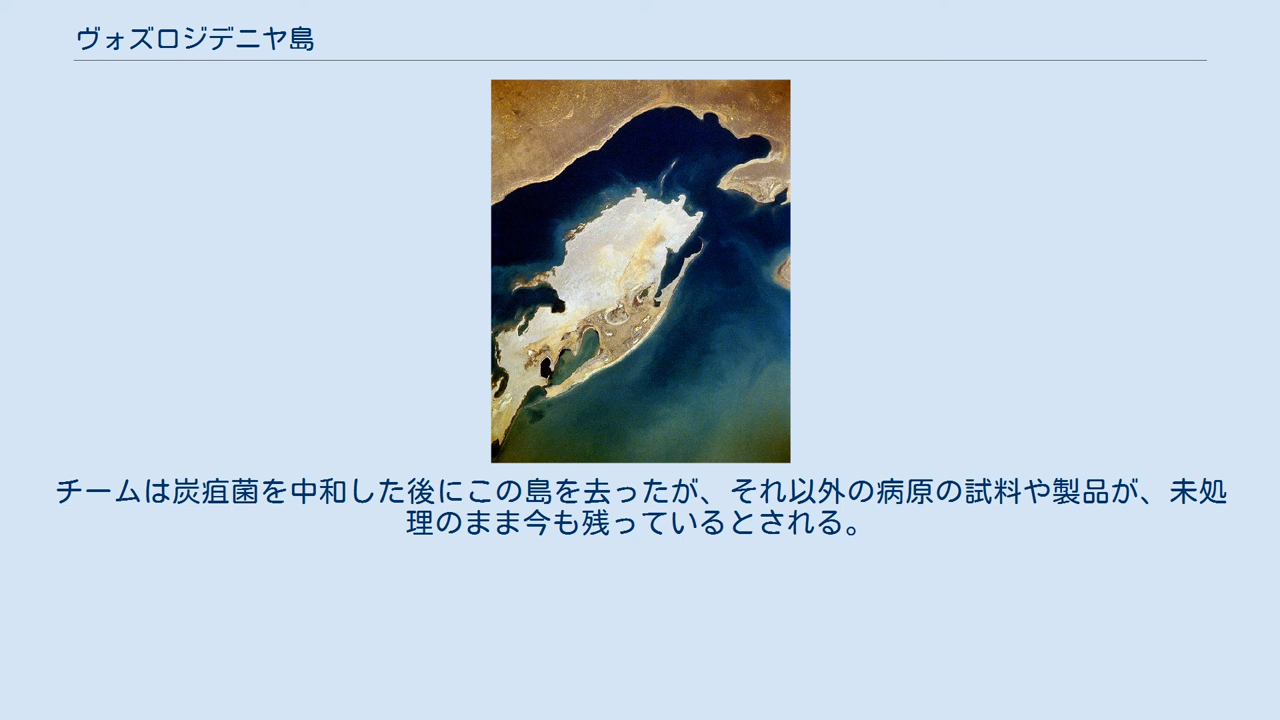 ヴォズロジデニヤ島
チームは炭疽菌を中和した後にこの島を去ったが、それ以外の病原の試料や製品が、未処
理のまま今も残っているとされる。